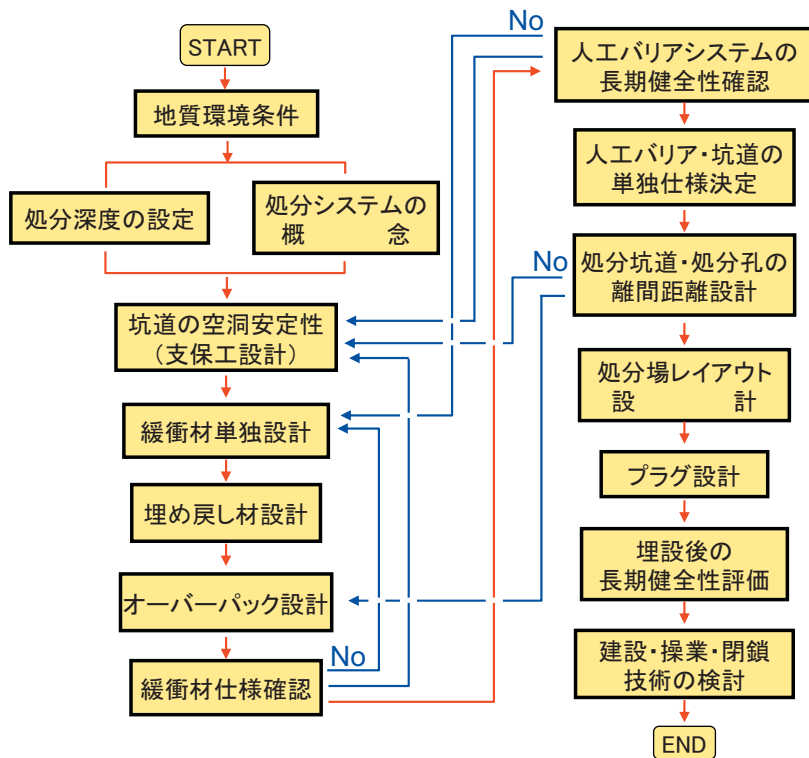 START
地質環境条件
処分深度の設定
処分システムの
概　　　念
坑道の空洞安定性
（支保工設計）
緩衝材単独設計
埋め戻し材設計
オーバーパック設計
緩衝材仕様確認
No
No
人工バリアシステムの
長期健全性確認
人工バリア・坑道の
単独仕様決定
No
処分坑道・処分孔の
離間距離設計
処分場レイアウト
設　　　計
プラグ設計
埋設後の
長期健全性評価
建設・操業・閉鎖
技術の検討
END